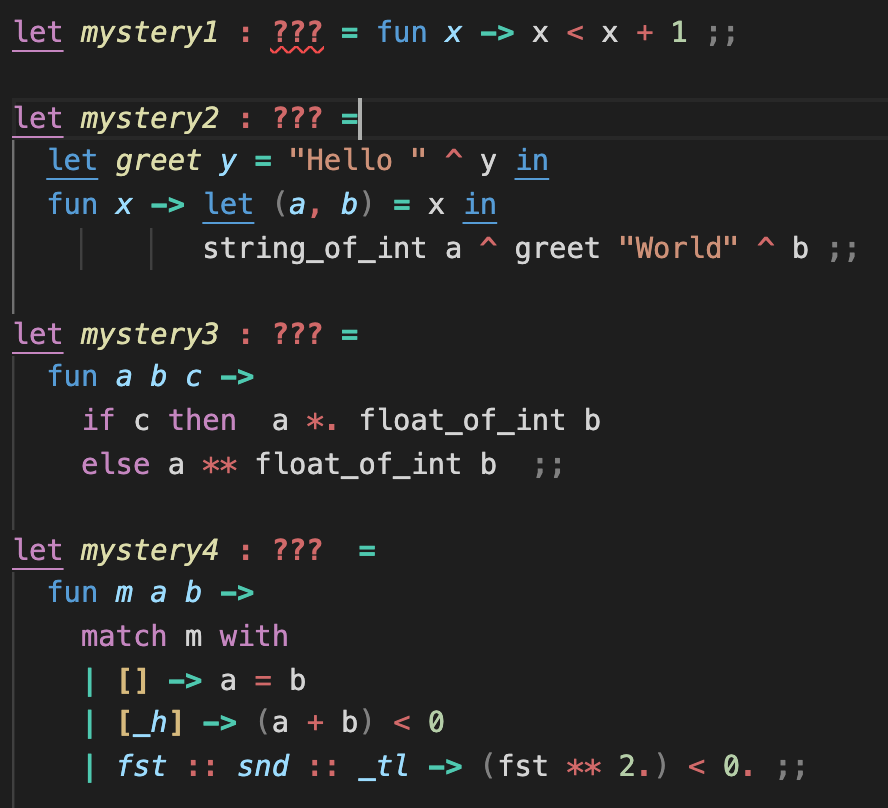 let mystery1 : ??? = fun x -> x < x + 1 ;;
let mystery2 : ??? =
let greet y = "Hello " ^ y in
fun x -> let (a, b) = x in
string_of_int a ^ greet "World" ^ b ;;
let mystery3 : ??? =
fun a b c ->
if c then  a *. float_of_int b
else a ** float_of_int b  ;;
let mystery4 : ???  =
fun m a b ->
match m with
| [] -> a = b
| [_h] -> (a + b) < 0
| fst :: snd :: _tl -> (fst ** 2.) < 0. ;;